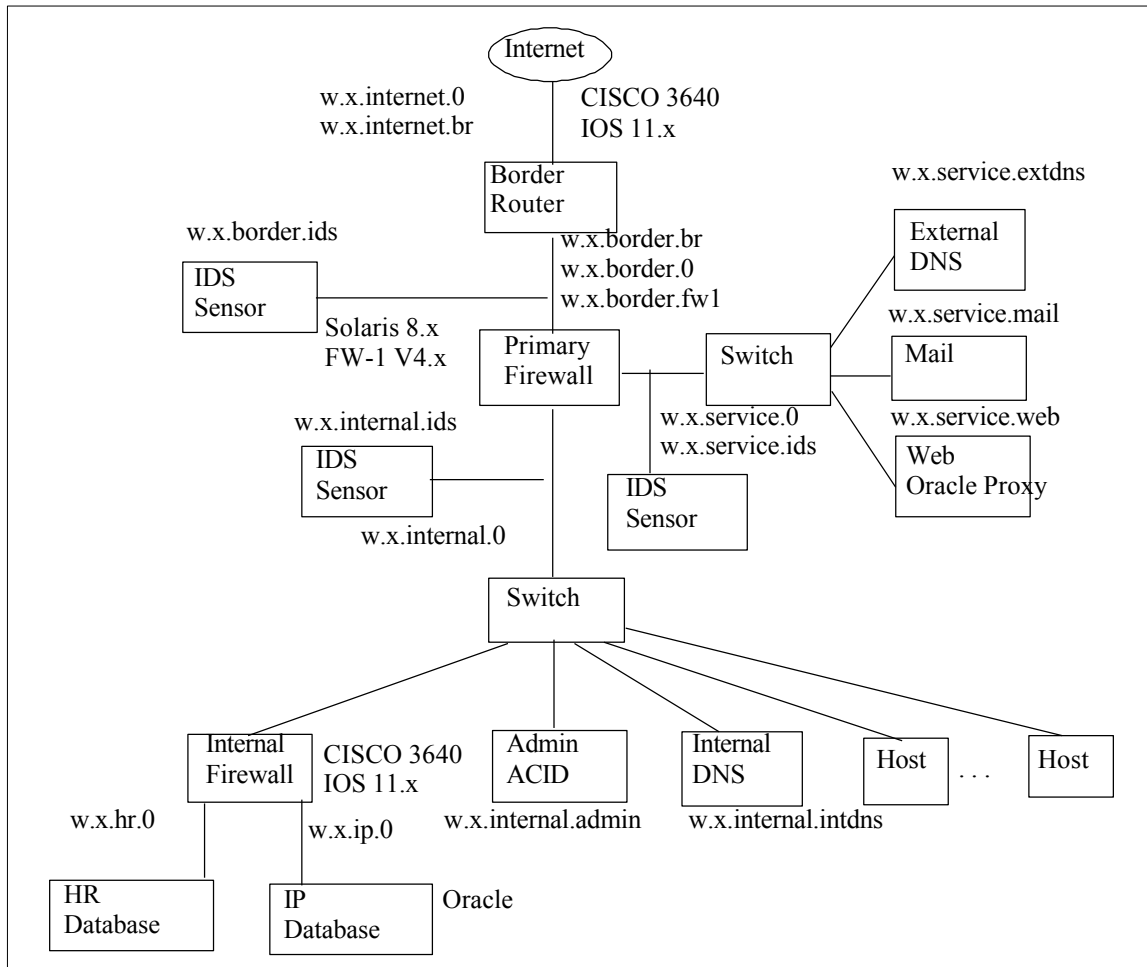 Internet
w.x.internet.0
w.x.internet.br
CISCO 3640
IOS 11.x
Border
Router
w.x.service.extdns
External
DNS
w.x.border.ids
IDS
Sensor
w.x.border.br
w.x.border.0
w.x.border.fw1
Solaris 8.x
FW-1 V4.x
Primary
Firewall
Switch
w.x.service.mail
Mail
w.x.service.web
Web
Oracle Proxy
w.x.service.0
w.x.service.ids
IDS
Sensor
w.x.internal.ids
IDS
Sensor
w.x.internal.0
Switch
Internal
Firewall
CISCO 3640
IOS 11.x
Admin
ACID
Internal
DNS
Host
. . .
Host
w.x.hr.0
w.x.ip.0
w.x.internal.admin
w.x.internal.intdns
HR
Database
IP
Database
Oracle